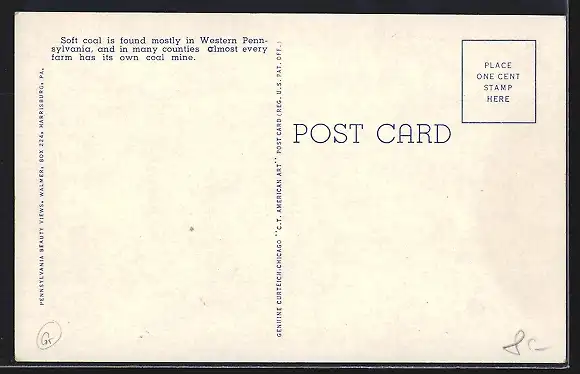 Soft coal is found mostly in Western Penn-
sylvania, and in many counties almost every
farm has its own coal mine.
PENNSYLVANIA BEAUTY VIEWS, WALMER, BOX 224, HARRISBURG, PA.
GENUINE CURTEICH-CHICAGO "C.T. AMERICAN ART" POST CARD (REG. U.S. PAT. OFF.)
POST CARD
PLACE
ONE CENT
STAMP
HERE